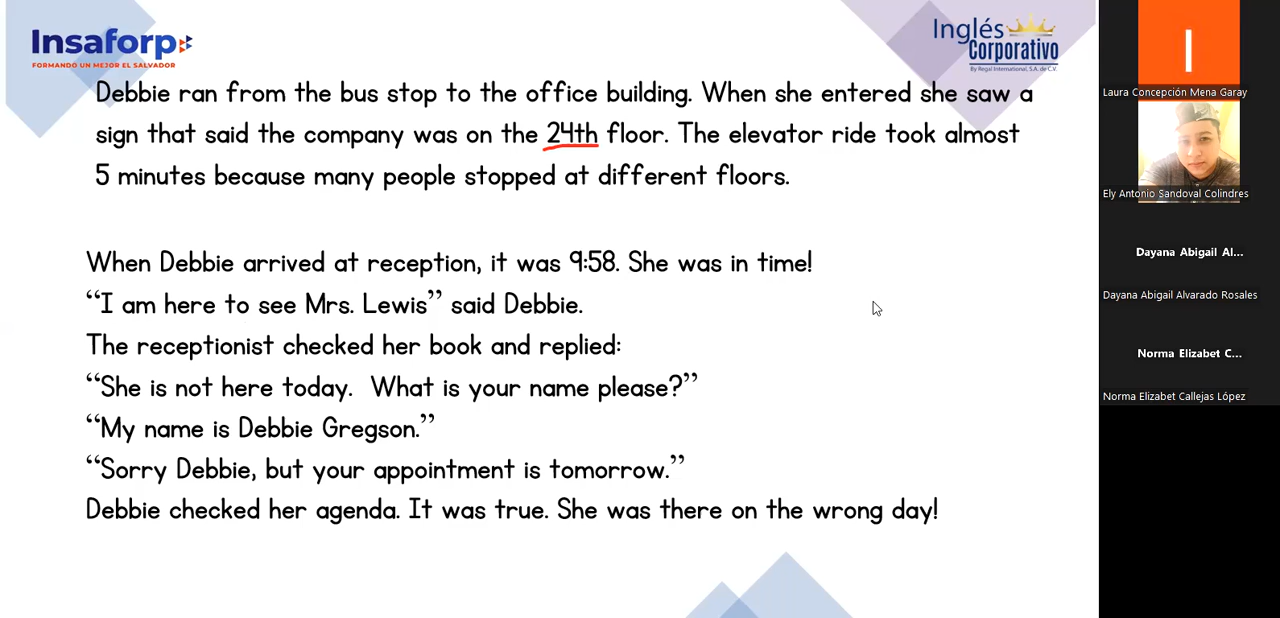 Insaforp
FORMANDO UN MEJOR EL SALVADOR
Inglés
Corporativo
By Regal International, S.A. de C.V.
Debbie ran from the bus stop to the office building. When she entered she saw a
sign that said the company was on the 24th floor. The elevator ride took almost
5 minutes because many people stopped at different floors.
When Debbie arrived at reception, it was 9:58. She was in time!
“I am here to see Mrs. Lewis” said Debbie.
The receptionist checked her book and replied:
“She is not here today. What is your name please?”
“My name is Debbie Gregson.”
“Sorry Debbie, but your appointment is tomorrow.”
Debbie checked her agenda. It was true. She was there on the wrong day!
I
Laura Concepción Mena Garay
Ely Antonio Sandoval Colindres
Dayana Abigail Al...
Dayana Abigail Alvarado Rosales
Norma Elizabet C...
Norma Elizabet Callejas López